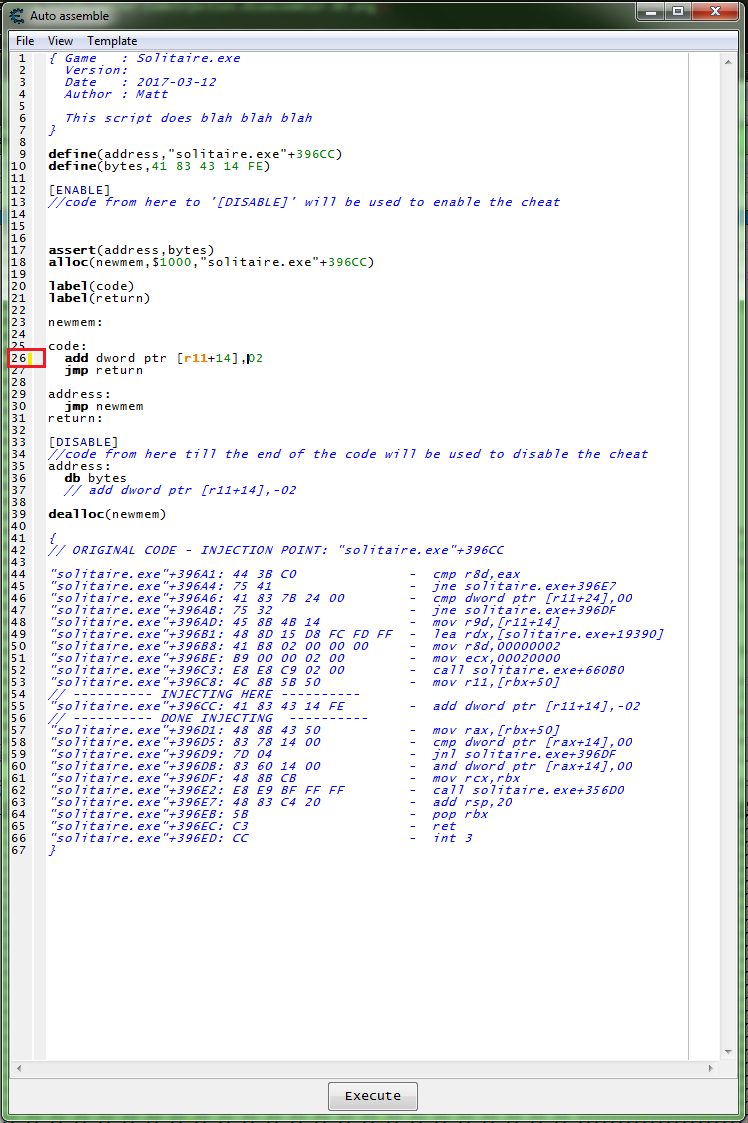 Auto assemble
File View Template
1 { Game   : Solitaire.exe
2   Version:
3   Date   : 2017-03-12
4   Author : Matt
5
6   This script does blah blah blah
7 }
8
9 define(address,"solitaire.exe"+396CC)
10 define(bytes,41 83 43 14 FE)
11
12 [ENABLE]
13 //code from here to '[DISABLE]' will be used to enable the cheat
14
15
16
17 assert(address,bytes)
18 alloc(newmem,$1000,"solitaire.exe"+396CC)
19
20 label(code)
21 label(return)
22
23 newmem:
24
25 code:
26   add dword ptr [r11+14],02
27   jmp return
28
29 address:
30   jmp newmem
31 return:
32
33 [DISABLE]
34 //code from here till the end of the code will be used to disable the cheat
35 address:
36   db bytes
37   // add dword ptr [r11+14],-02
38
39 dealloc(newmem)
40
41 {
42 // ORIGINAL CODE - INJECTION POINT: "solitaire.exe"+396CC
43
44 "solitaire.exe"+396A1: 44 3B C0              -  cmp r8d,eax
45 "solitaire.exe"+396A4: 75 41                 -  jne solitaire.exe+396E7
46 "solitaire.exe"+396A6: 41 83 7B 24 00        -  cmp dword ptr [r11+24],00
47 "solitaire.exe"+396AB: 75 32                 -  jne solitaire.exe+396DF
48 "solitaire.exe"+396AD: 45 8B 4B 14           -  mov r9d,[r11+14]
49 "solitaire.exe"+396B1: 48 8D 15 D8 FC FD FF  -  lea rdx,[solitaire.exe+19390]
50 "solitaire.exe"+396B8: 41 B8 02 00 00 00     -  mov r8d,00000002
51 "solitaire.exe"+396BE: B9 00 00 02 00        -  mov ecx,00020000
52 "solitaire.exe"+396C3: E8 E8 C9 02 00        -  call solitaire.exe+660B0
53 "solitaire.exe"+396C8: 4C 8B 5B 50           -  mov r11,[rbx+50]
54 // ---------- INJECTING HERE ----------
55 "solitaire.exe"+396CC: 41 83 43 14 FE        -  add dword ptr [r11+14],-02
56 // ---------- DONE INJECTING  ----------
57 "solitaire.exe"+396D1: 48 8B 43 50           -  mov rax,[rbx+50]
58 "solitaire.exe"+396D5: 83 78 14 00           -  cmp dword ptr [rax+14],00
59 "solitaire.exe"+396D9: 7D 04                 -  jnl solitaire.exe+396DF
60 "solitaire.exe"+396DB: 83 60 14 00           -  and dword ptr [rax+14],00
61 "solitaire.exe"+396DF: 48 8B CB              -  mov rcx,rbx
62 "solitaire.exe"+396E2: E8 E9 BF FF FF        -  call solitaire.exe+356D0
63 "solitaire.exe"+396E7: 48 83 C4 20           -  add rsp,20
64 "solitaire.exe"+396EB: 5B                    -  pop rbx
65 "solitaire.exe"+396EC: C3                    -  ret
66 "solitaire.exe"+396ED: CC                    -  int 3
67 }
Execute